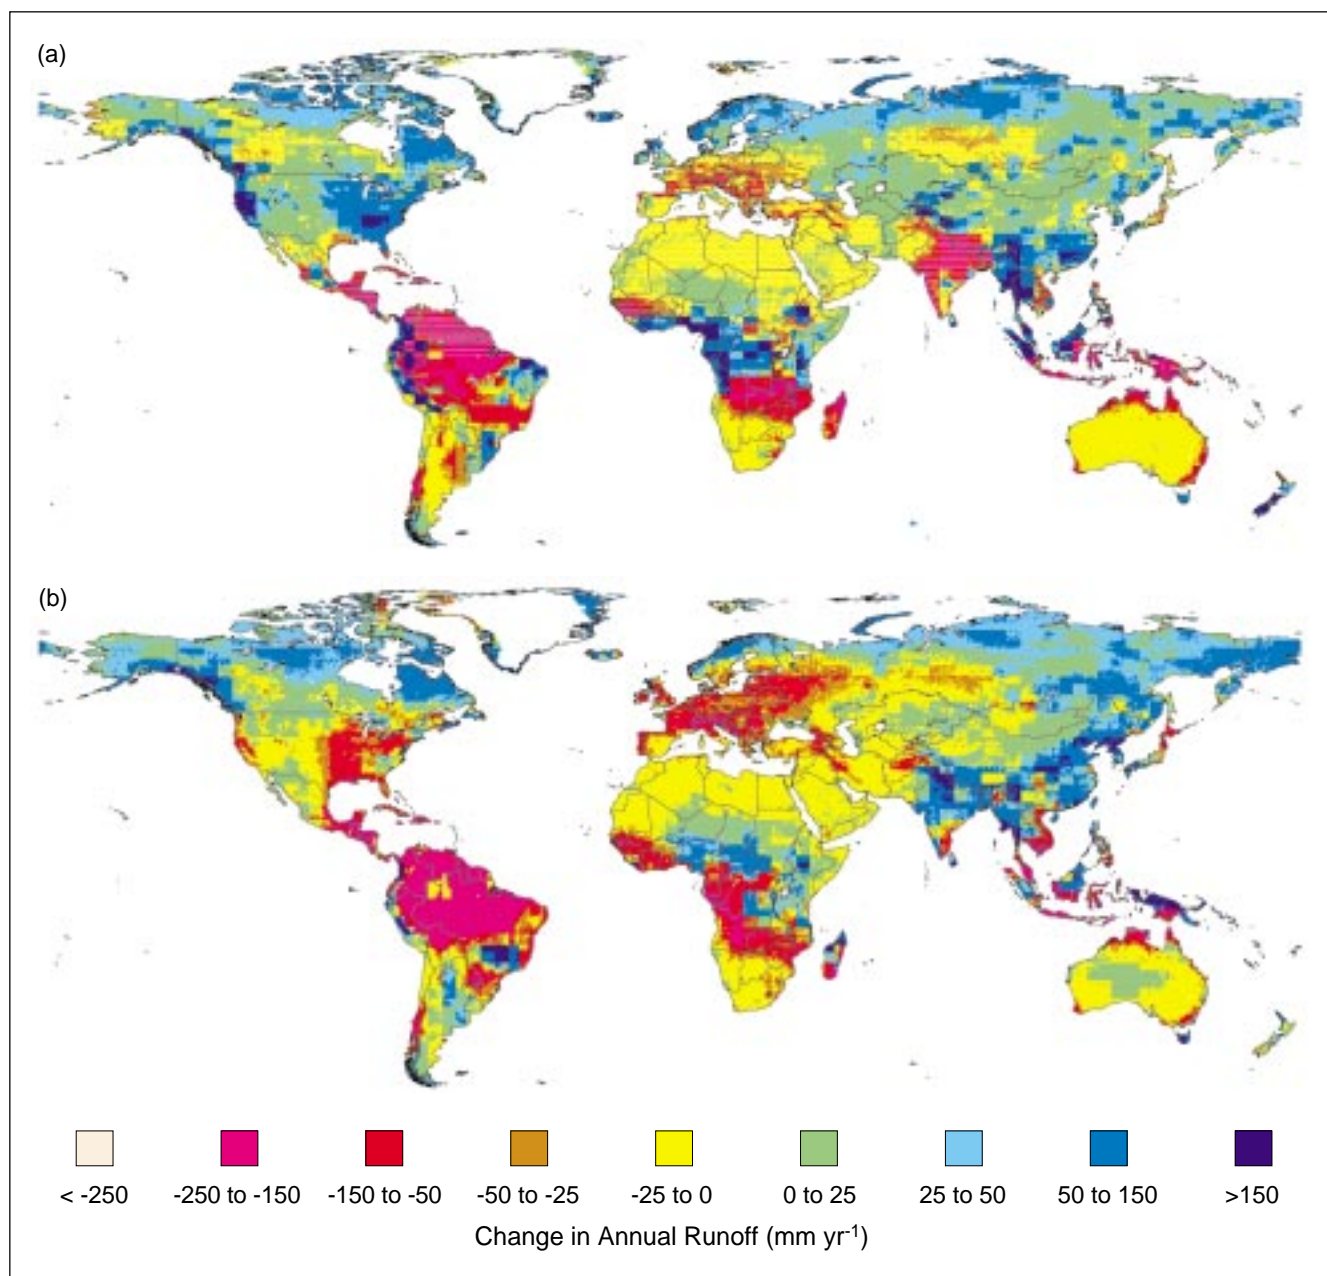 (a)
(b)
< -250 -250 to -150 -150 to -50 -50 to -25 -25 to 0 0 to 25 25 to 50 50 to 150 >150
Change in Annual Runoff (mm yr-1)